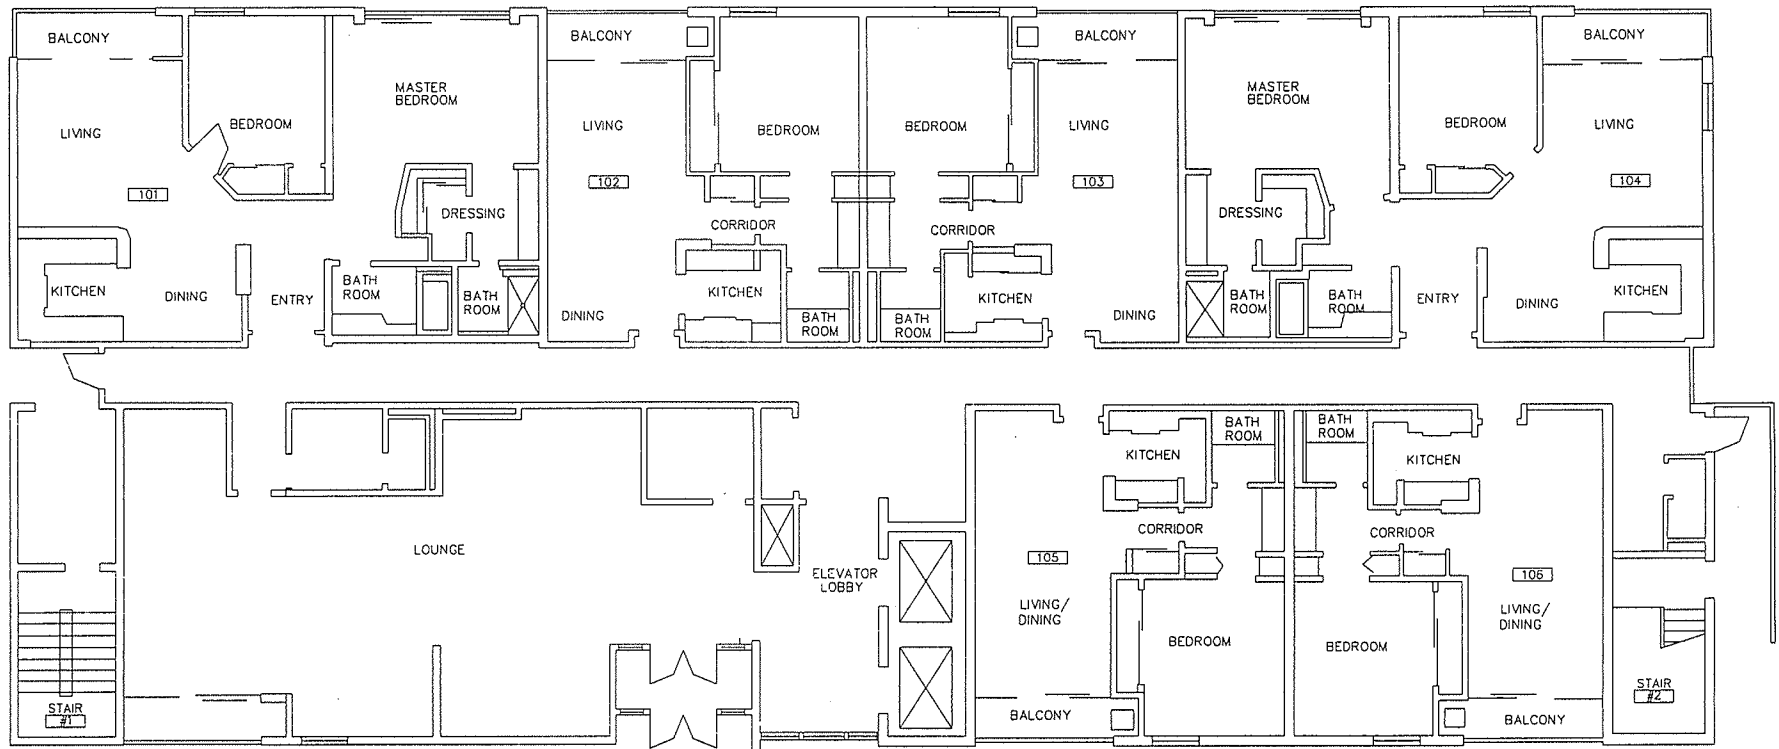 BALCONY
LIVING
BEDROOM
MASTER
BEDROOM
101
DRESSING
KITCHEN
DINING
ENTRY
BATH
ROOM
BATH
ROOM
BALCONY
LIVING
BEDROOM
102
CORRIDOR
KITCHEN
DINING
BATH
ROOM
BALCONY
BEDROOM
LIVING
103
CORRIDOR
KITCHEN
DINING
BATH
ROOM
MASTER
BEDROOM
BEDROOM
BALCONY
LIVING
104
DRESSING
BATH
ROOM
BATH
ROOM
ENTRY
DINING
KITCHEN
LOUNGE
STAIR
#1
ELEVATOR
LOBBY
BATH
ROOM
KITCHEN
CORRIDOR
105
LIVING/
DINING
BEDROOM
BALCONY
BATH
ROOM
KITCHEN
CORRIDOR
106
LIVING/
DINING
BEDROOM
BALCONY
STAIR
#2